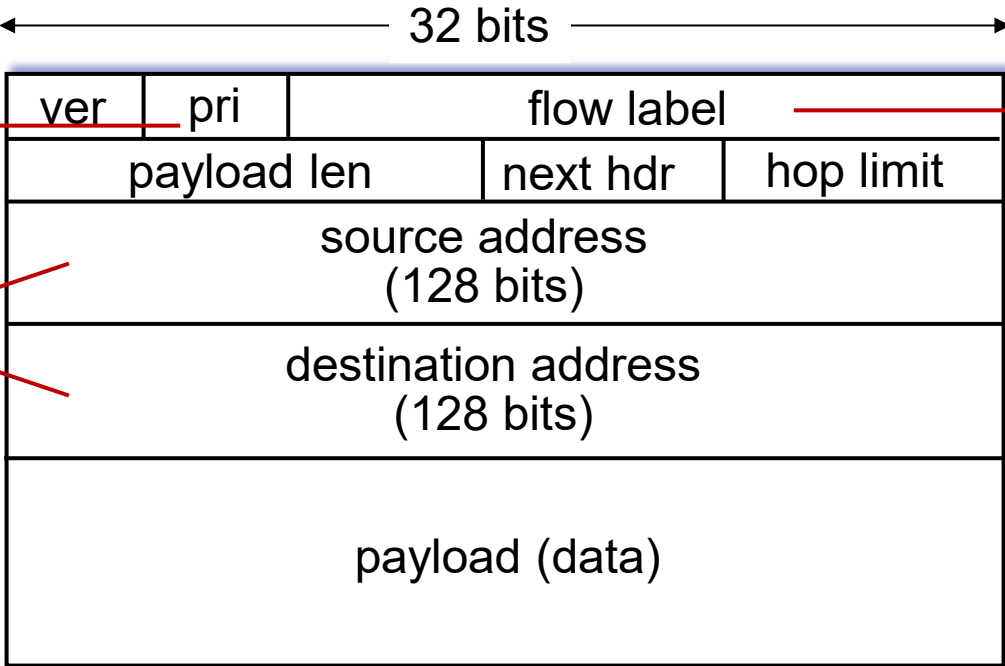 32 bits
ver pri flow label
payload len next hdr hop limit
source address
(128 bits)
destination address
(128 bits)
payload (data)